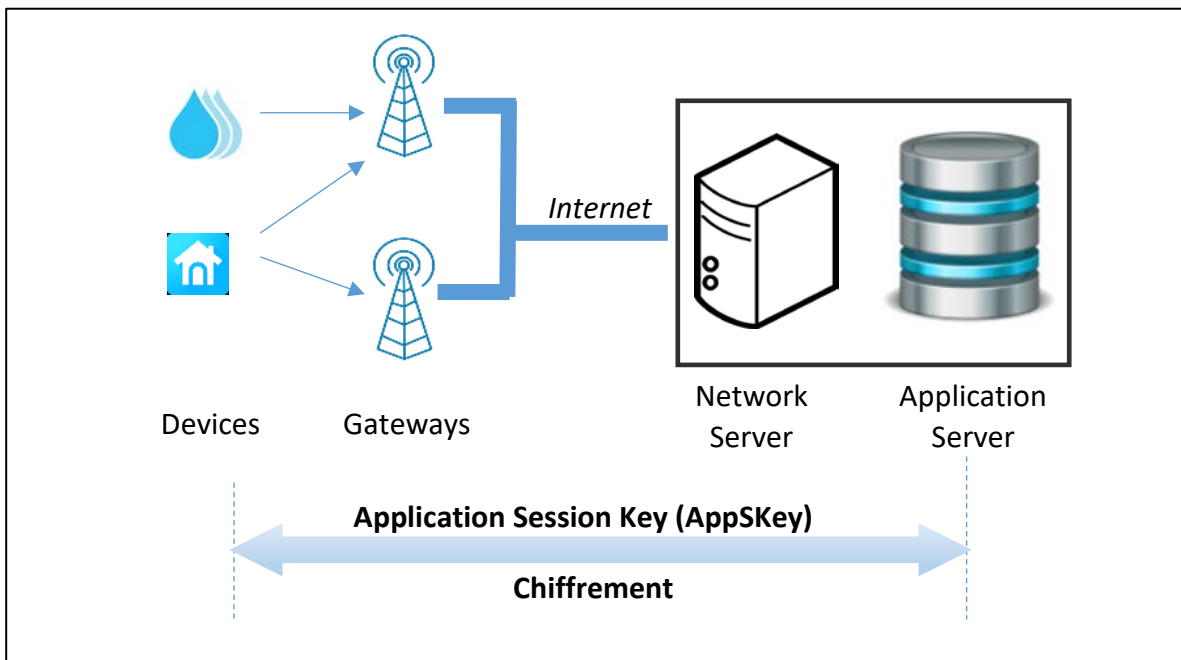 Internet
Devices
Gateways
Network
Server
Application
Server
Application Session Key (AppSKey)
Chiffrement